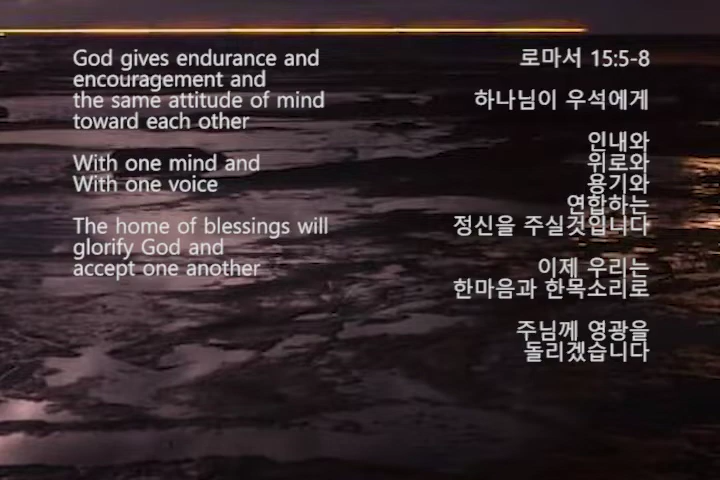 God gives endurance and
encouragement and
the same attitude of mind
toward each other
With one mind and
With one voice
The home of blessings will
glorify God and
accept one another
로마서 15:5-8
하나님이 우석에게
인내와
위로와
용기와
연합하는
정신을 주실것입니다
이제 우리는
한마음과 한목소리로
주님께 영광을
돌리겠습니다